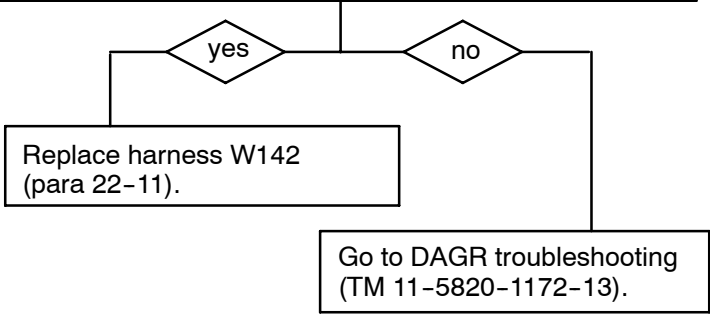 yes
no
Replace harness W142
(para 22-11).
Go to DAGR troubleshooting
(TM 11-5820-1172-13).